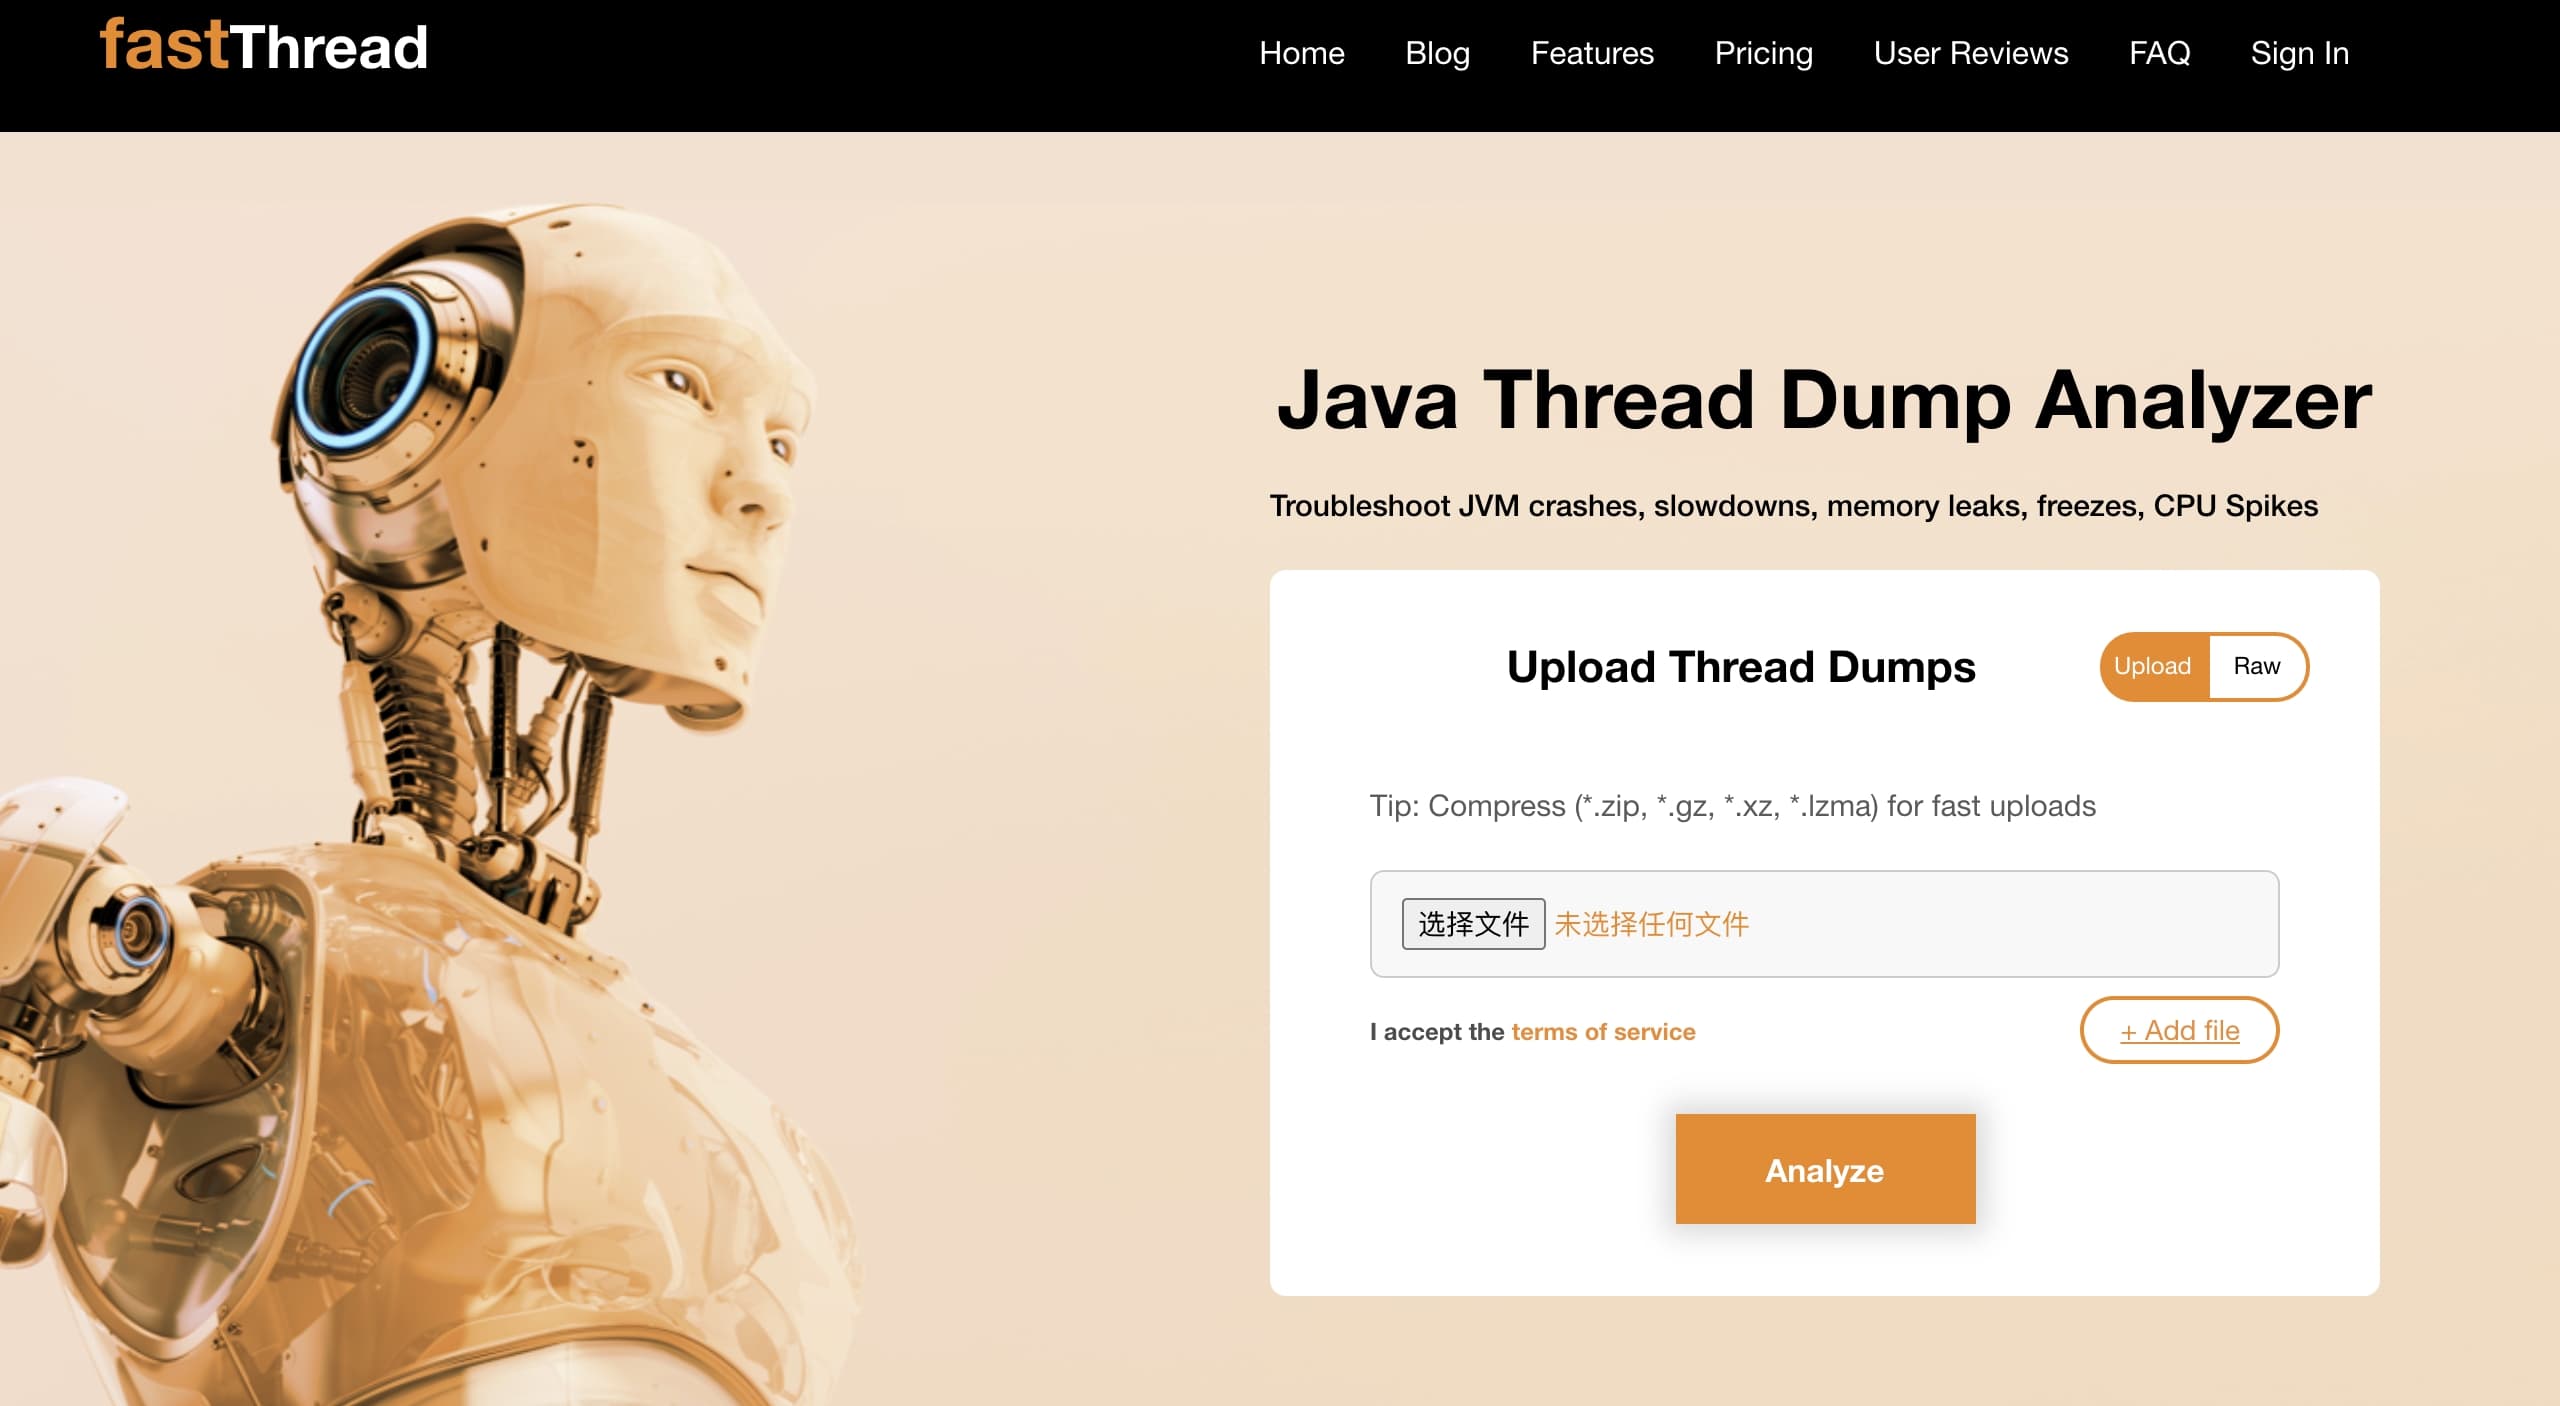 fastThread
Home Blog Features Pricing User Reviews FAQ Sign In
Java Thread Dump Analyzer
Troubleshoot JVM crashes, slowdowns, memory leaks, freezes, CPU Spikes
Upload Thread Dumps
Upload Raw
Tip: Compress (*.zip, *.gz, *.xz, *.lzma) for fast uploads
选择文件 未选择任何文件
I accept the terms of service
+ Add file
Analyze